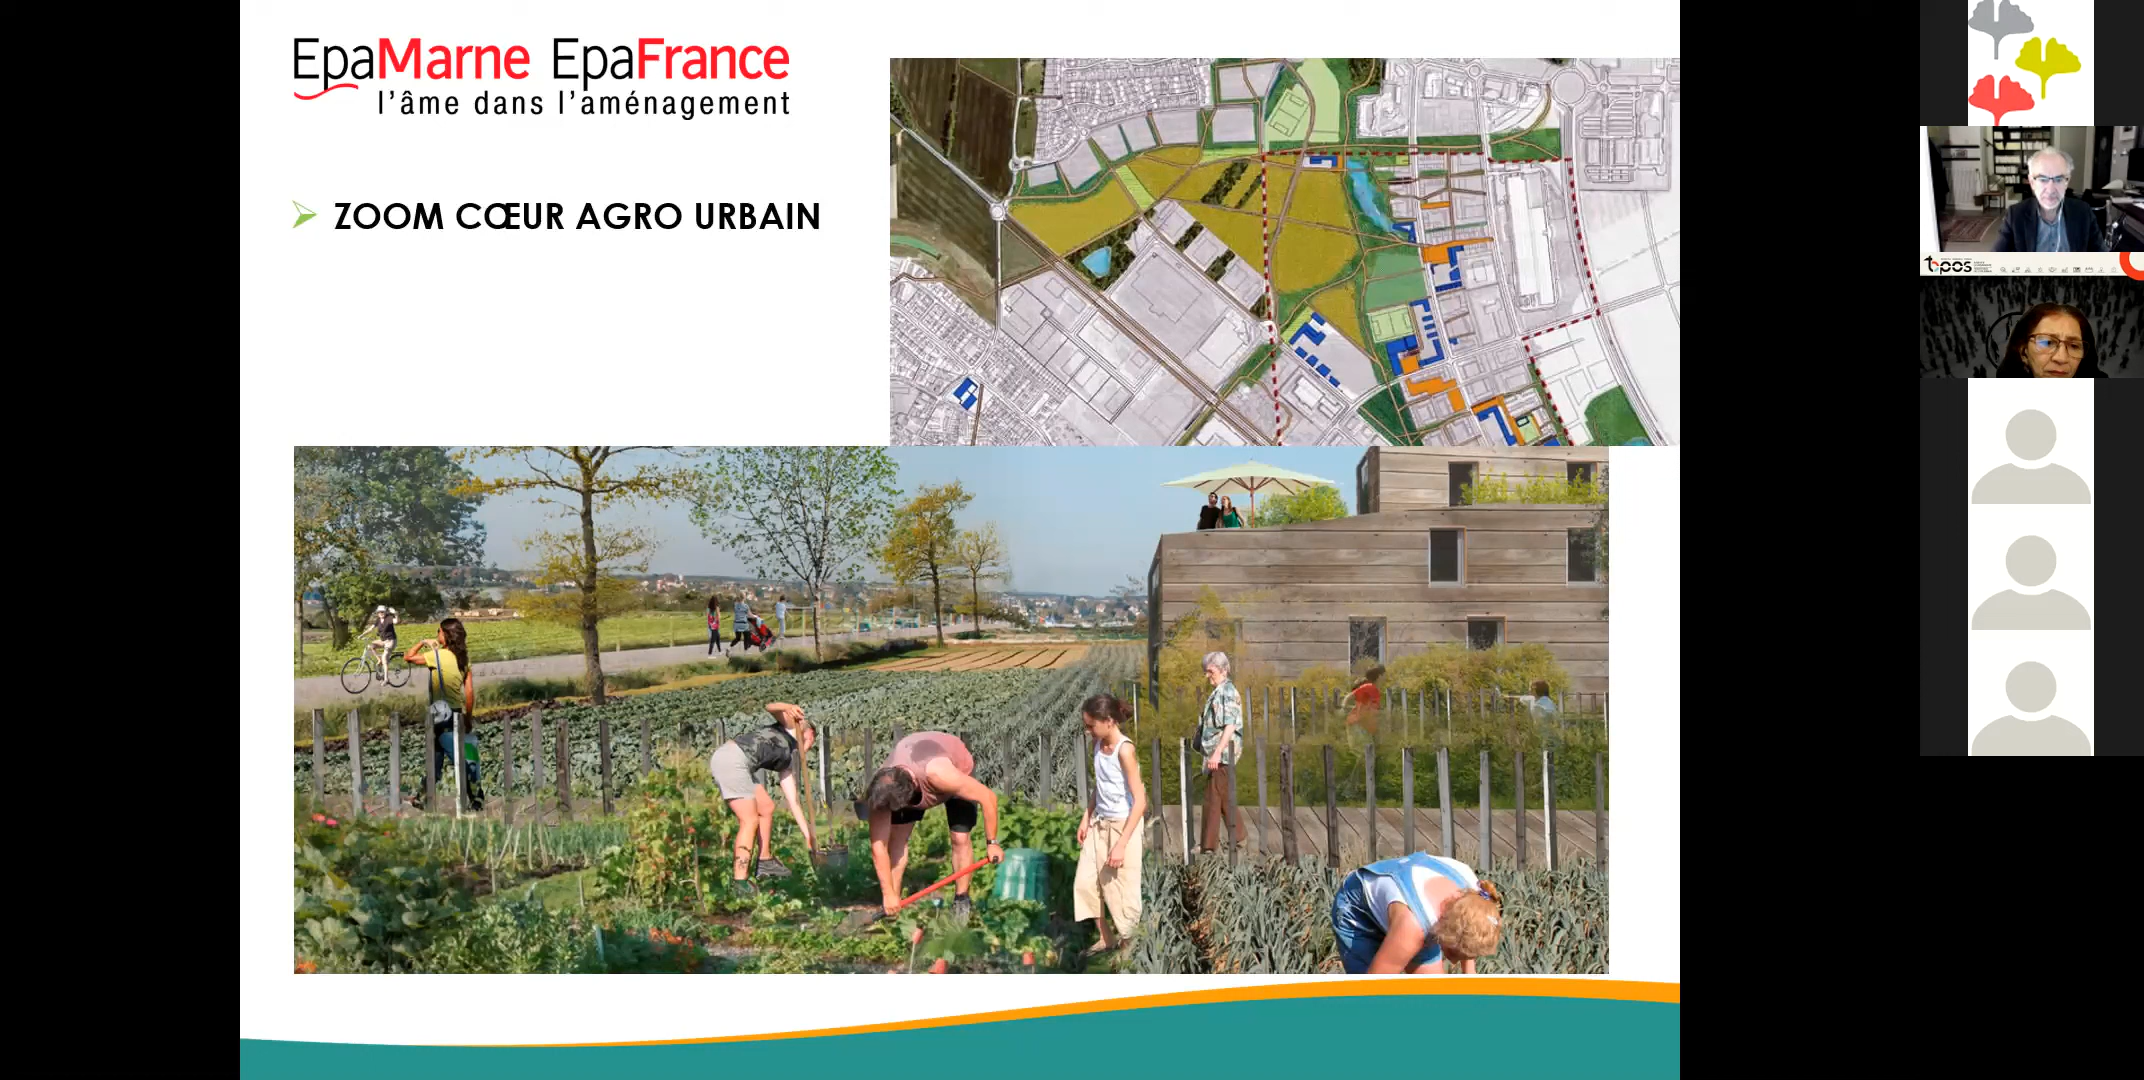 EpaMarne EpaFrance
l'âme dans l'aménagement
ZOOM CŒUR AGRO URBAIN
topos